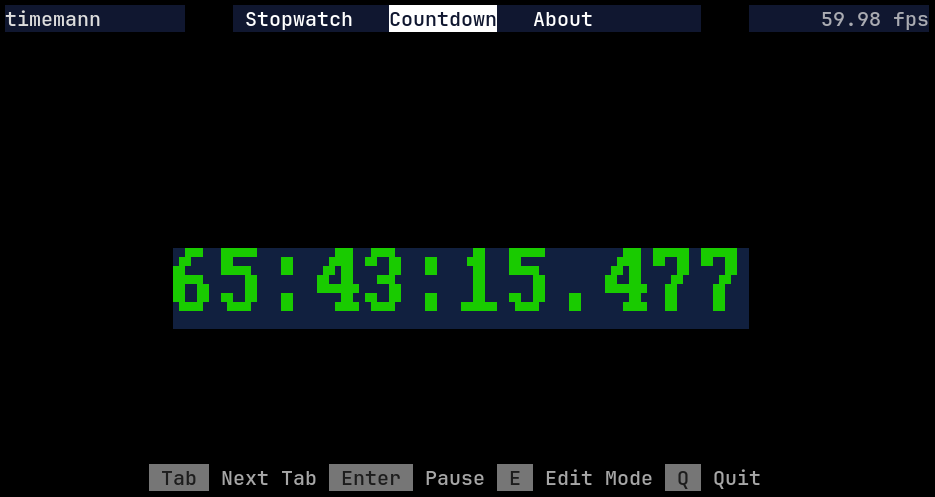 timemann Stopwatch Countdown About 59.98 fps
65:43:15.477
Tab Next Tab Enter Pause E Edit Mode Q Quit